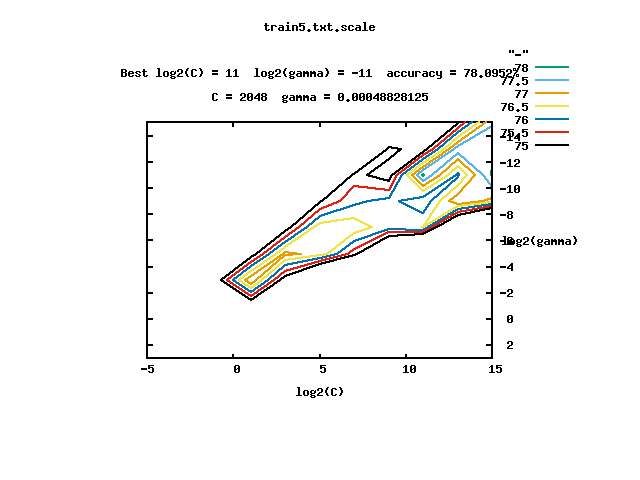 train5.txt.scale
"-"
Best log2(C) = 11 log2(gamma) = -11 accuracy = 78.0952%
78
77.5
C = 2048 gamma = 0.00048828125
77
76.5
76
75.5
-14
75
-12
-10
-8
-6
log2(gamma)
-4
-2
0
2
-5 0 5 10 15
log2(C)